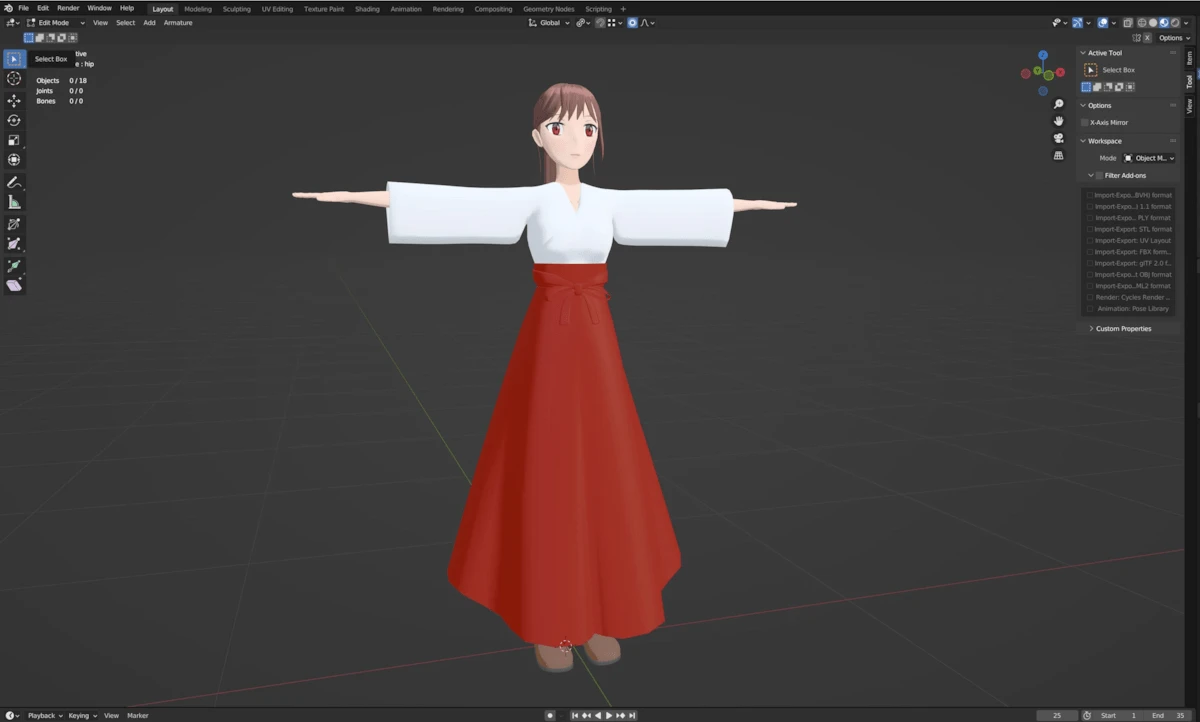 File Edit Render Window Help Layout Modeling Sculpting UV Editing Texture Paint Shading Animation Rendering Compositing Geometry Nodes Scripting +
Edit Mode View Select Add Armature Global
Options
Select Box
tive
e : hip
Objects 0 / 18
Joints 0 / 0
Bones 0 / 0
Active Tool
Select Box
Options
X-Axis Mirror
Workspace
Mode Object M...
Filter Add-ons
Import-Expo...BVH) format
Import-Expo...) 1.1 format
Import-Expo... PLY format
Import-Export: STL format
Import-Export: UV Layout
Import-Export: FBX form...
Import-Export: glTF 2.0 f...
Import-Expo...t OBJ format
Import-Expo...ML2) format
Render: Cycles Render ...
Animation: Pose Library
Custom Properties
Item
Tool
View
Playback Keying View Marker 25 Start 1 End 35